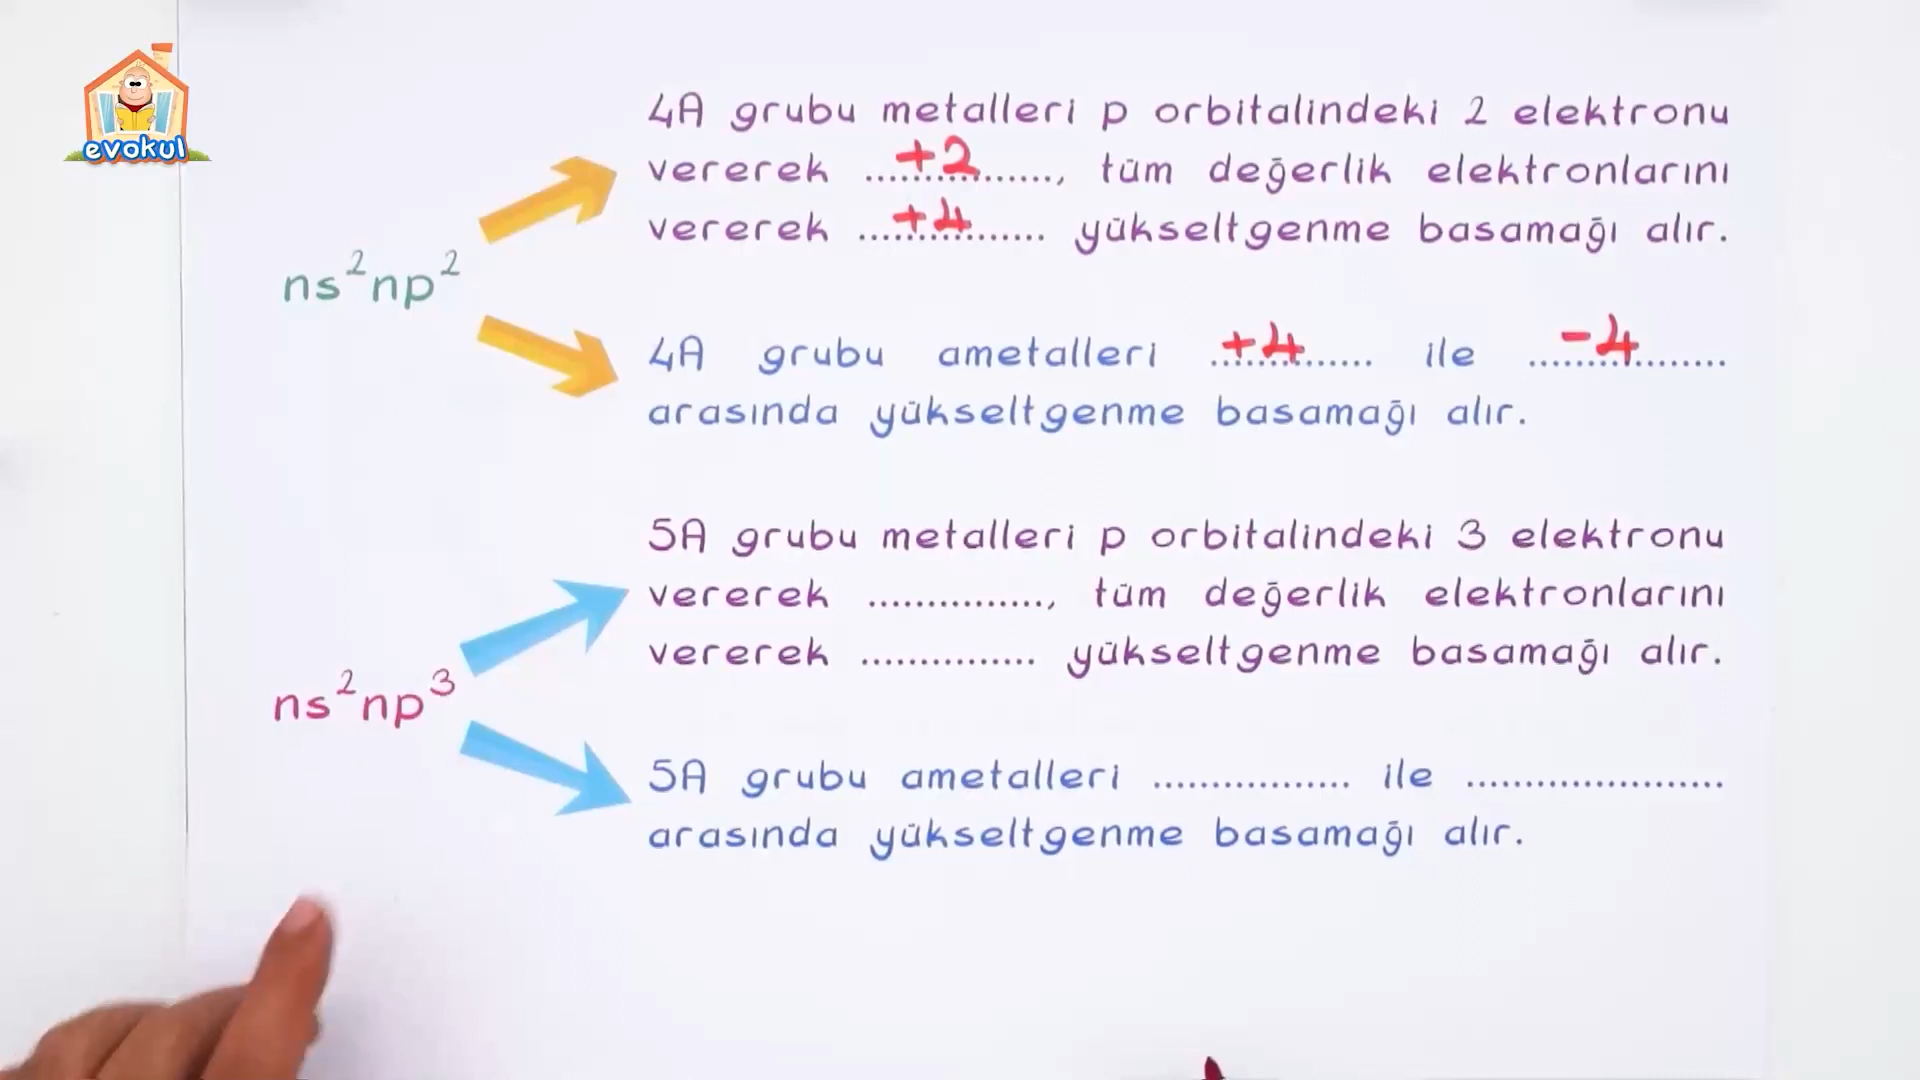 evokul
4A grubu metalleri p orbitalindeki 2 elektronu
vererek ......+2......, tüm değerlik elektronlarını
vererek ......+4...... yükseltgenme basamağı alır.
ns²np²
4A grubu ametalleri ...+4... ile ...-4...
arasında yükseltgenme basamağı alır.
5A grubu metalleri p orbitalindeki 3 elektronu
vererek ..............., tüm değerlik elektronlarını
vererek ............... yükseltgenme basamağı alır.
ns²np³
5A grubu ametalleri ................. ile ......................
arasında yükseltgenme basamağı alır.